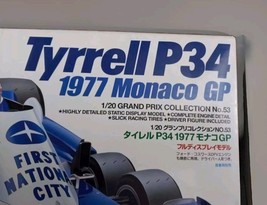 Tyrrell P34
1977 Monaco GP
1/20 GRAND PRIX COLLECTION No.53
★HIGHLY DETAILED STATIC DISPLAY MODEL ★COMPLETE ENGINE DETAIL
★SLICK RACING TIRES ★DRIVER FIGURE INCLUDED
1/20 グランプリコレクションNO.53
タイレル P34 1977 モナコGP
フルディスプレイモデル
FIRST
NATIONAL
CITY